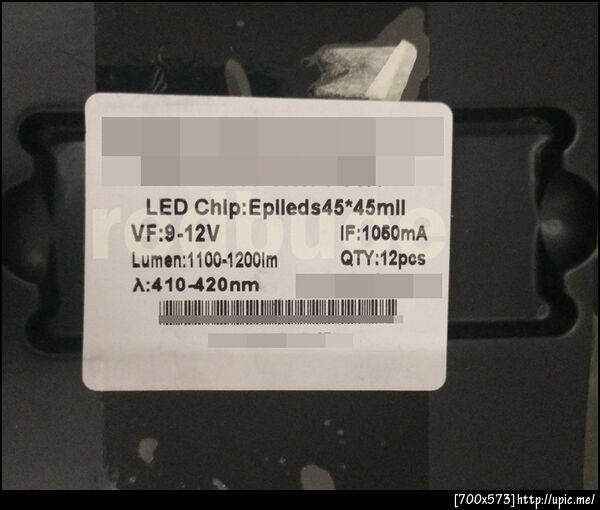 LED Chip:Epileds45*45mil
VF:9-12V IF:1050mA
Lumen:1100-1200lm QTY:12pcs
λ:410-420nm
[700x573] http://upic.me/